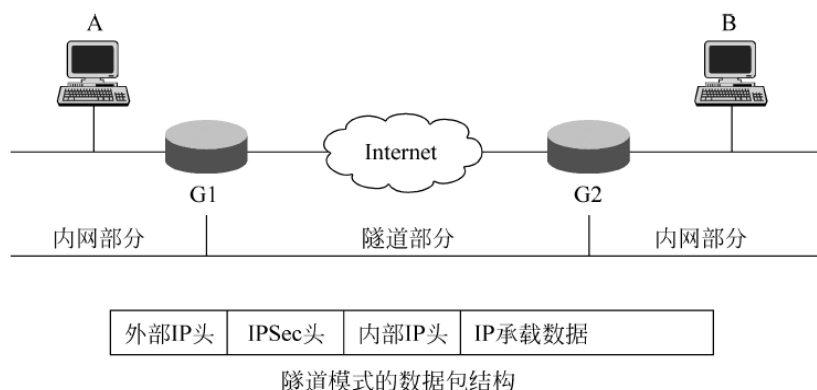 A
B
Internet
G1
G2
内网部分
隧道部分
内网部分
外部IP头
IPSec头
内部IP头
IP承载数据
隧道模式的数据包结构